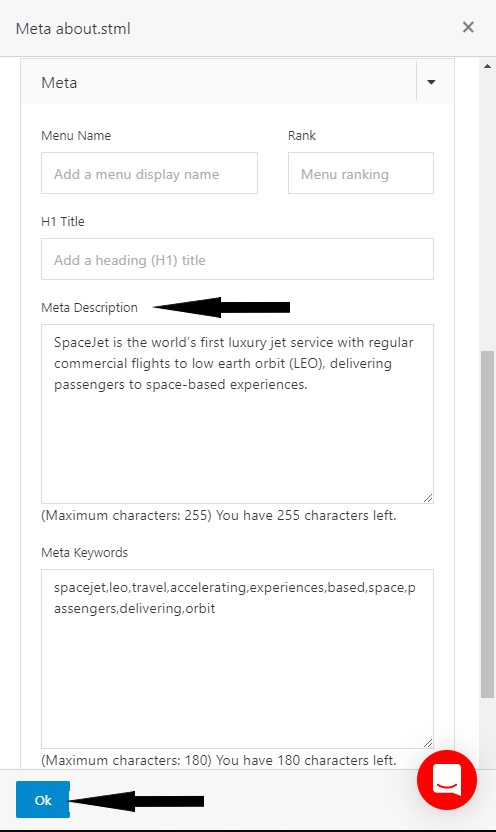 Meta about.stml
×
Meta
Menu Name
Rank
Add a menu display name
Menu ranking
H1 Title
Add a heading (H1) title
Meta Description
SpaceJet is the world's first luxury jet service with regular
commercial flights to low earth orbit (LEO), delivering
passengers to space-based experiences.
(Maximum characters: 255) You have 255 characters left.
Meta Keywords
spacejet,leo,travel,accelerating,experiences,based,space,p
assengers,delivering,orbit
(Maximum characters: 180) You have 180 characters left.
Ok